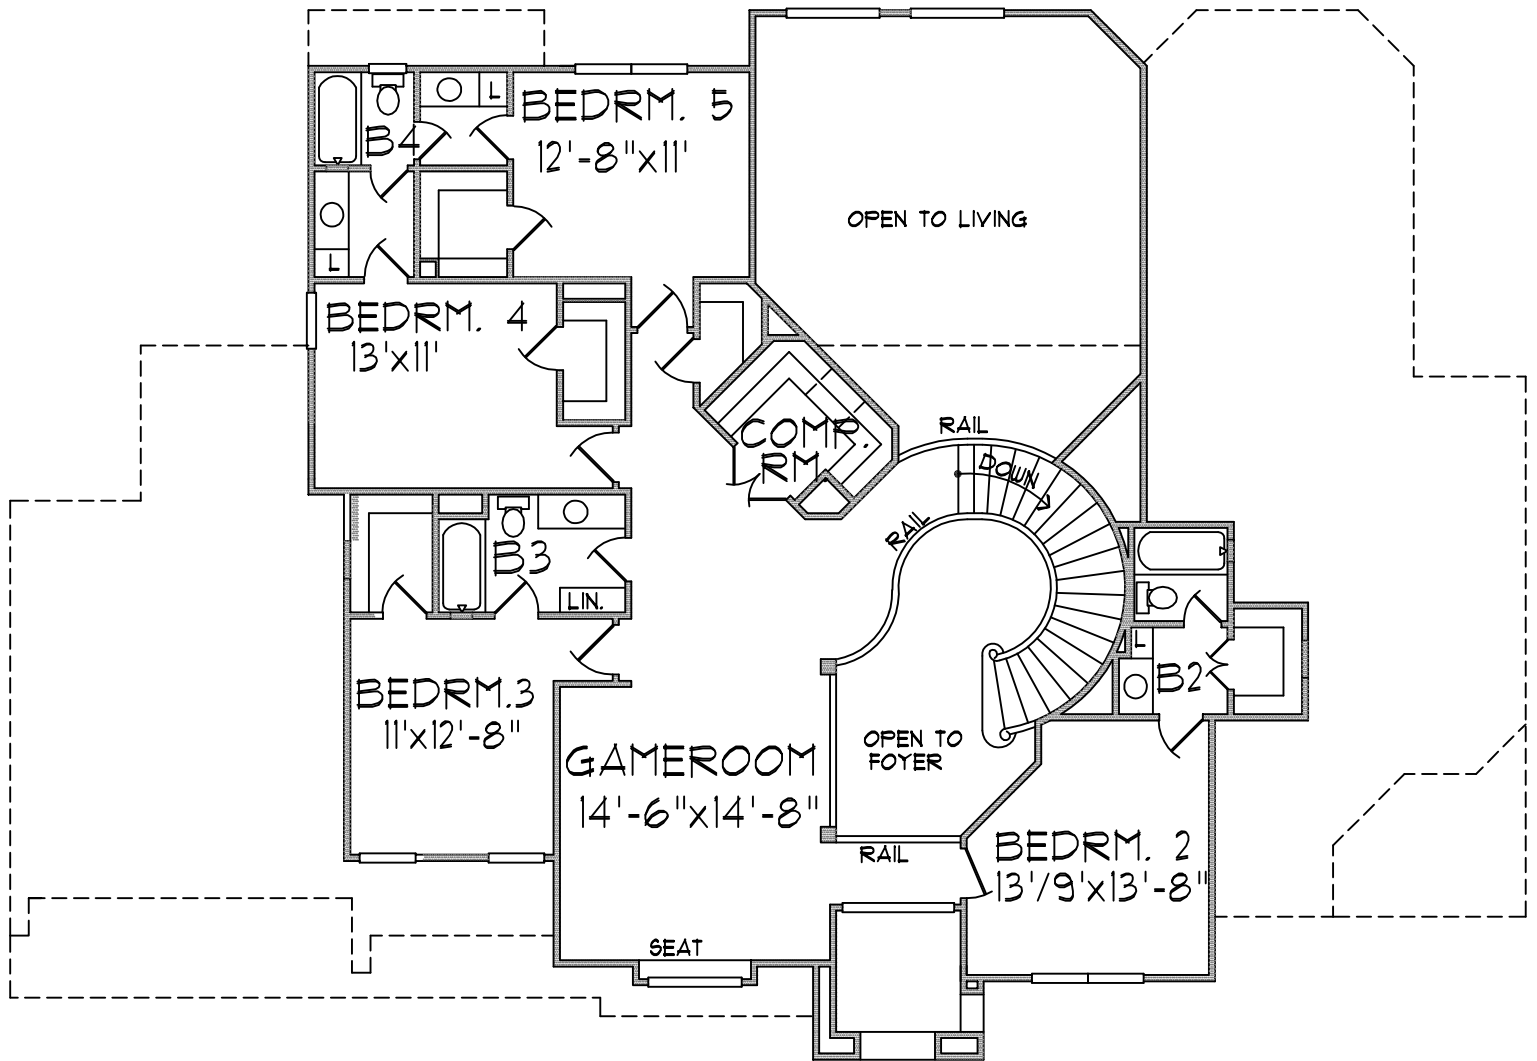 L
BEDRM. 5
B4
12'-8"x11'
OPEN TO LIVING
L
BEDRM. 4
13'x11'
RAIL
COMP.
RM.
DOWN
RAIL
B3
LIN.
L
B2
BEDRM.3
11'x12'-8"
GAMEROOM
14'-6"x14'-8"
OPEN TO
FOYER
RAIL
BEDRM. 2
13'/9'x13'-8"
SEAT